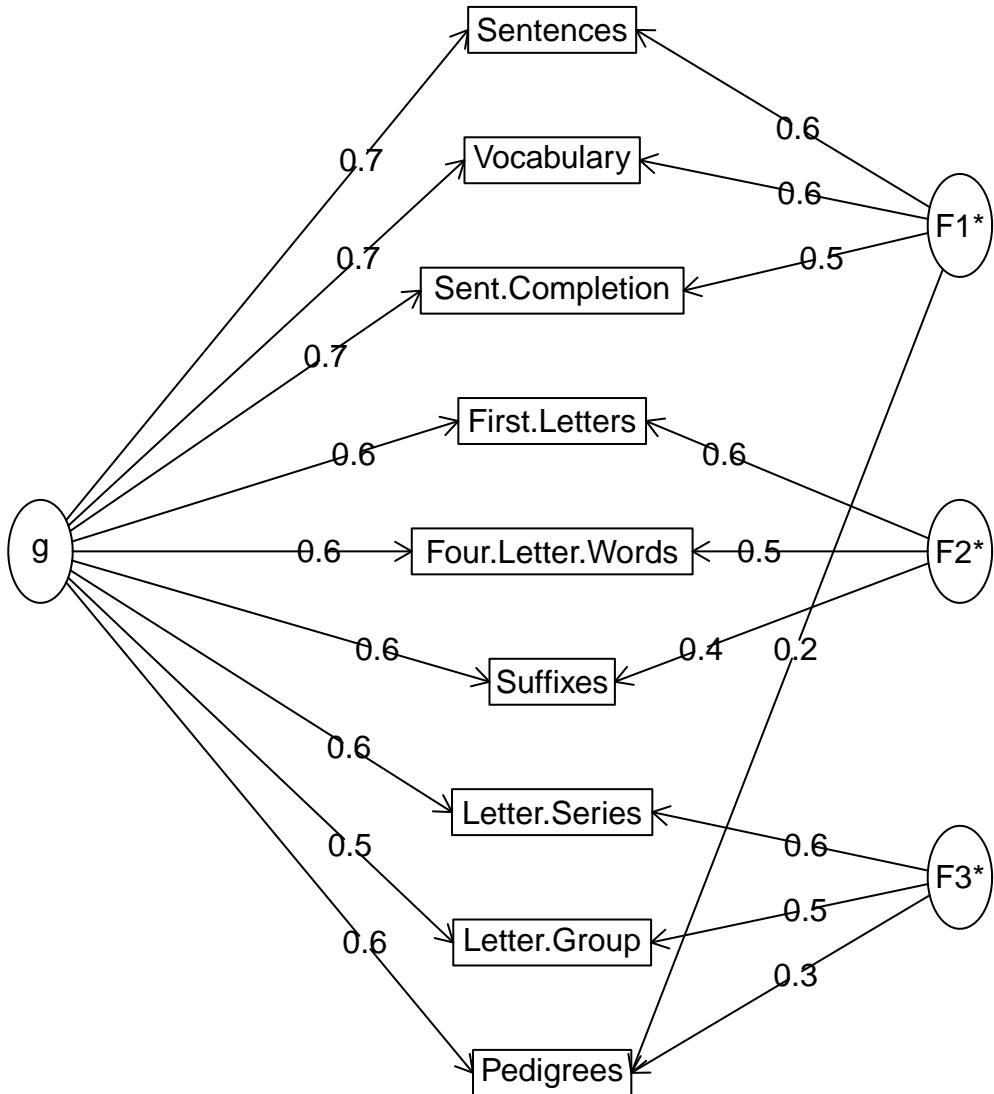 Sentences
0.6
0.7
Vocabulary
0.6
F1*
0.7
Sent.Completion
0.5
0.7
First.Letters
0.6
0.6
g
0.6
Four.Letter.Words
0.5
F2*
0.6
Suffixes
0.4
0.2
0.6
Letter.Series
0.6
0.5
F3*
0.5
0.6
Letter.Group
0.3
Pedigrees